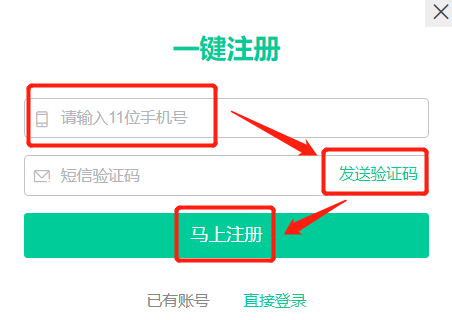 一键注册
请输入11位手机号
短信验证码 发送验证码
马上注册
已有账号 直接登录